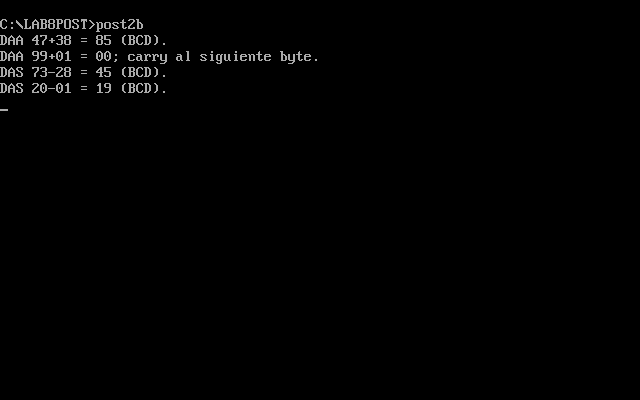 C:\LAB8POST>post2b
DAA 47+38 = 85 (BCD).
DAA 99+01 = 00; carry al siguiente byte.
DAS 73-28 = 45 (BCD).
DAS 20-01 = 19 (BCD).